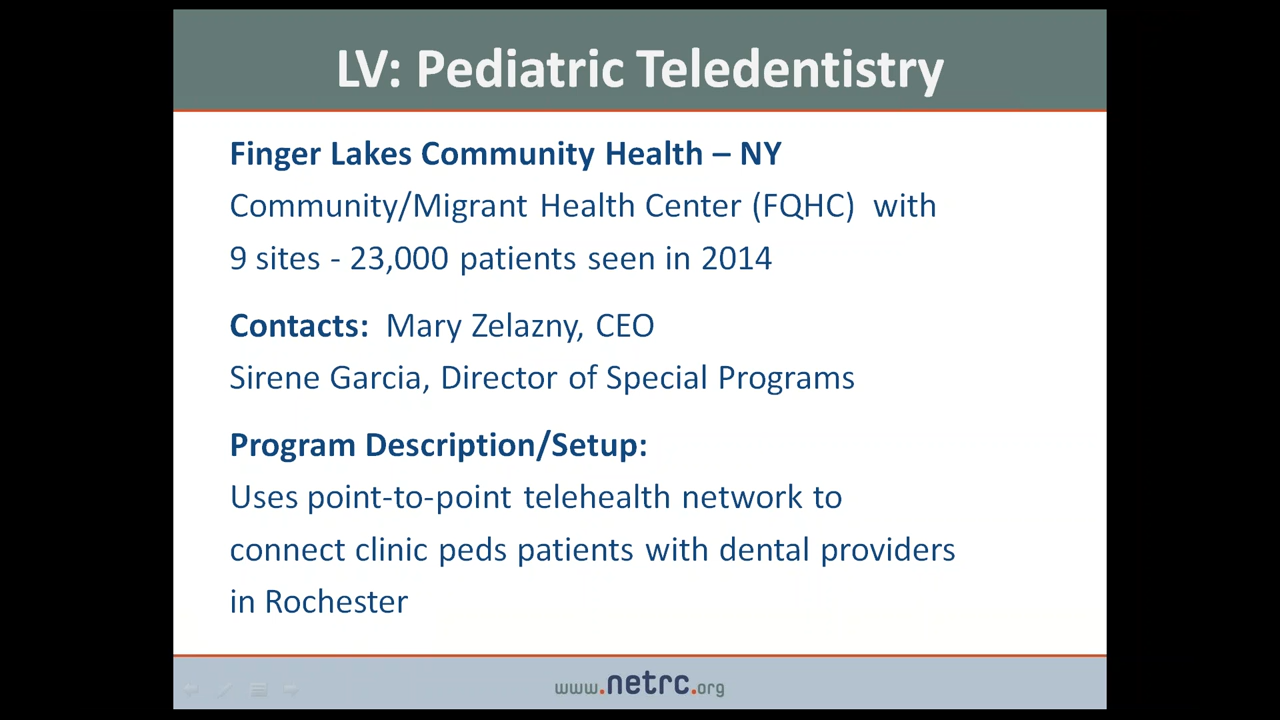 LV: Pediatric Teledentistry
Finger Lakes Community Health – NY
Community/Migrant Health Center (FQHC) with
9 sites - 23,000 patients seen in 2014
Contacts: Mary Zelazny, CEO
Sirene Garcia, Director of Special Programs
Program Description/Setup:
Uses point-to-point telehealth network to
connect clinic peds patients with dental providers
in Rochester
www.netrc.org